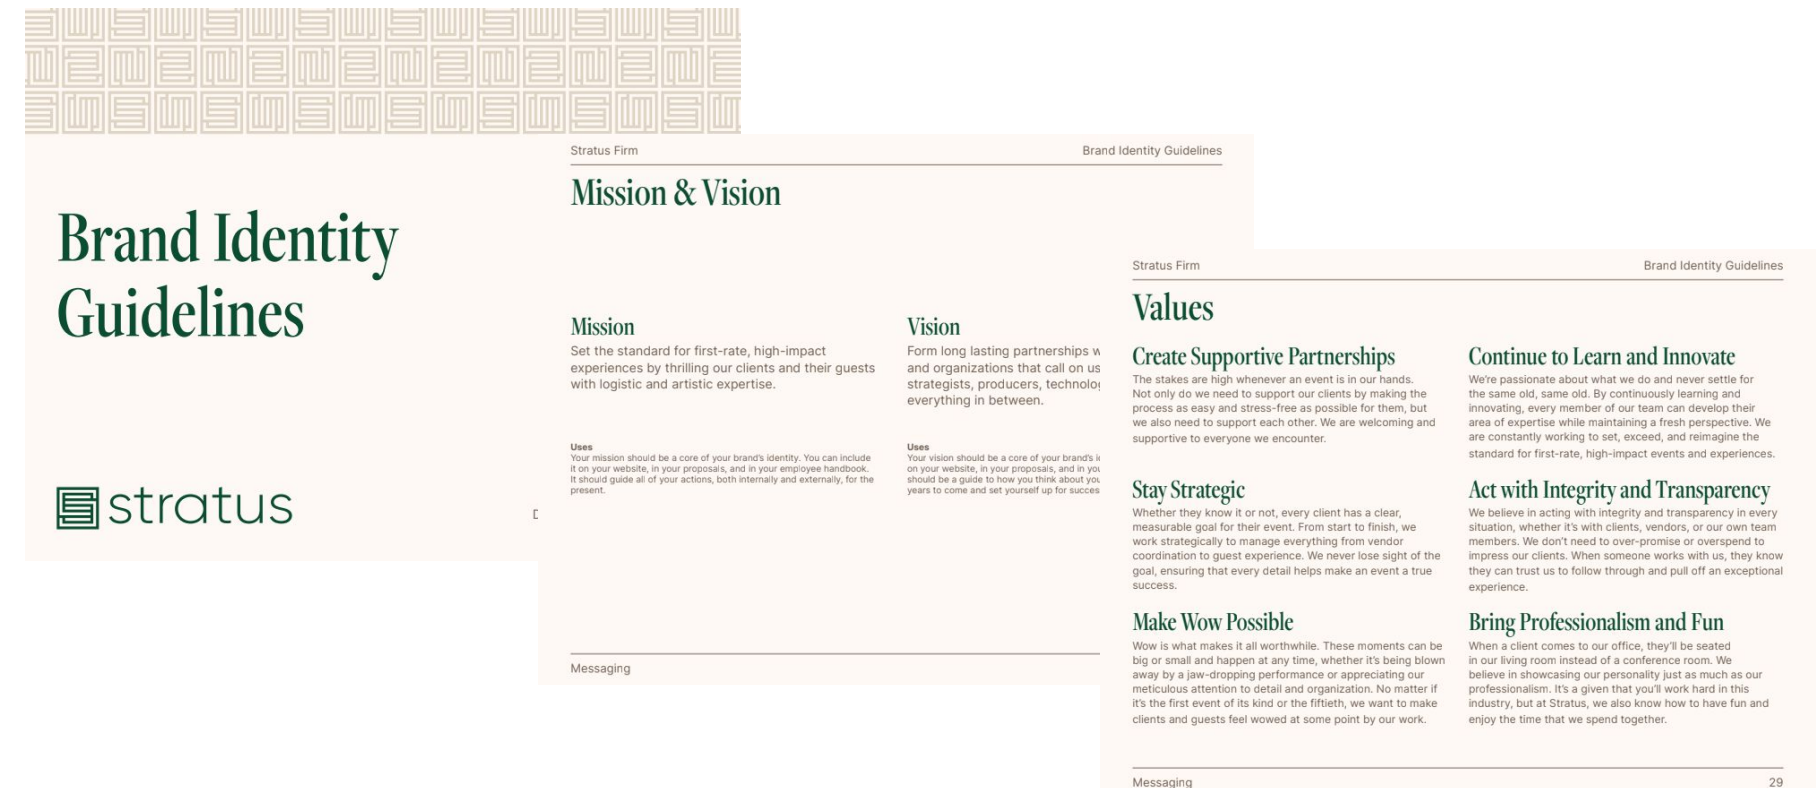 Brand Identity
Guidelines
stratus
D
Stratus Firm
Brand Identity Guidelines
Mission & Vision
Mission
Set the standard for first-rate, high-impact
experiences by thrilling our clients and their guests
with logistic and artistic expertise.
Uses
Your mission should be a core of your brand's identity. You can include
it on your website, in your proposals, and in your employee handbook.
It should guide all of your actions, both internally and externally, for the
present.
Vision
Form long lasting partnerships w
and organizations that call on us
strategists, producers, technolog
everything in between.
Uses
Your vision should be a core of your brand's i
on your website, in your proposals, and in you
should be a guide to how you think about you
years to come and set yourself up for succes
Messaging
Stratus Firm
Brand Identity Guidelines
Values
Create Supportive Partnerships
The stakes are high whenever an event is in our hands.
Not only do we need to support our clients by making the
process as easy and stress-free as possible for them, but
we also need to support each other. We are welcoming and
supportive to everyone we encounter.
Continue to Learn and Innovate
We're passionate about what we do and never settle for
the same old, same old. By continuously learning and
innovating, every member of our team can develop their
area of expertise while maintaining a fresh perspective. We
are constantly working to set, exceed, and reimagine the
standard for first-rate, high-impact events and experiences.
Stay Strategic
Whether they know it or not, every client has a clear,
measurable goal for their event. From start to finish, we
work strategically to manage everything from vendor
coordination to guest experience. We never lose sight of the
goal, ensuring that every detail helps make an event a true
success.
Act with Integrity and Transparency
We believe in acting with integrity and transparency in every
situation, whether it's with clients, vendors, or our own team
members. We don't need to over-promise or overspend to
impress our clients. When someone works with us, they know
they can trust us to follow through and pull off an exceptional
experience.
Make Wow Possible
Wow is what makes it all worthwhile. These moments can be
big or small and happen at any time, whether it's being blown
away by a jaw-dropping performance or appreciating our
meticulous attention to detail and organization. No matter if
it's the first event of its kind or the fiftieth, we want to make
clients and guests feel wowed at some point by our work.
Bring Professionalism and Fun
When a client comes to our office, they'll be seated
in our living room instead of a conference room. We
believe in showcasing our personality just as much as our
professionalism. It's a given that you'll work hard in this
industry, but at Stratus, we also know how to have fun and
enjoy the time that we spend together.
Messaging
29